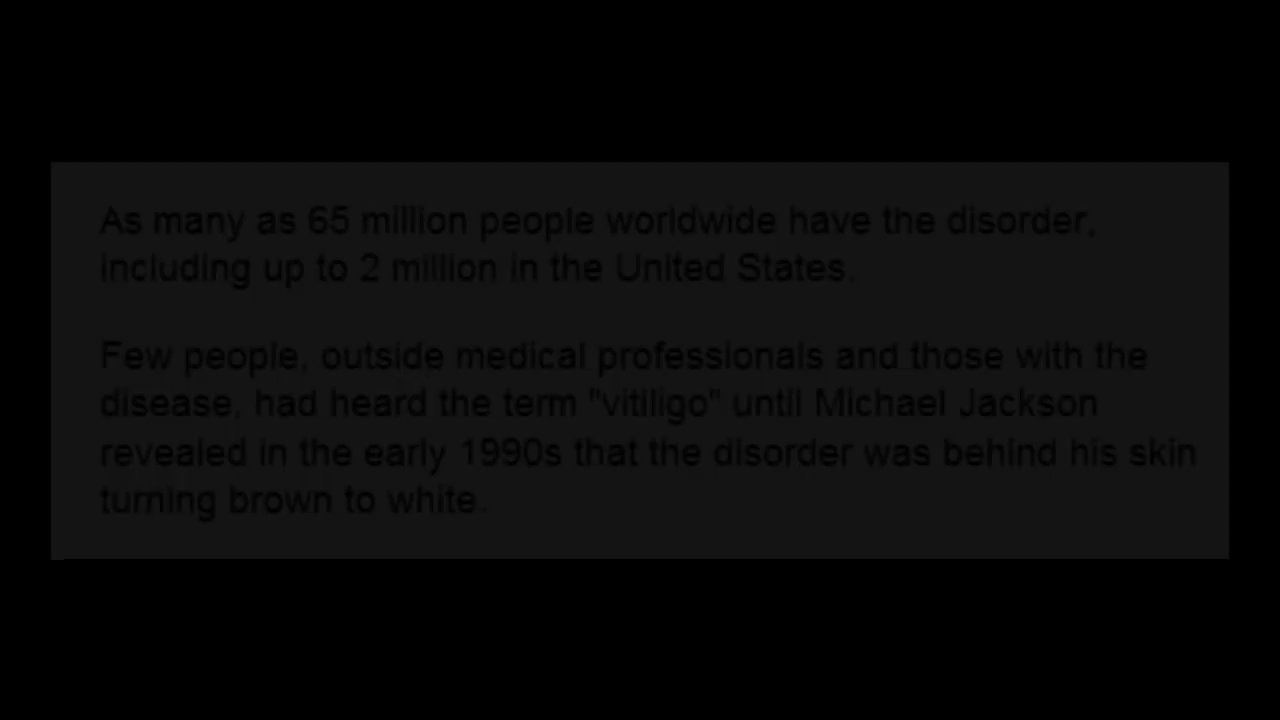 As many as 65 million people worldwide have the disorder,
including up to 2 million in the United States.
Few people, outside medical professionals and those with the
disease, had heard the term "vitiligo" until Michael Jackson
revealed in the early 1990s that the disorder was behind his skin
turning brown to white.